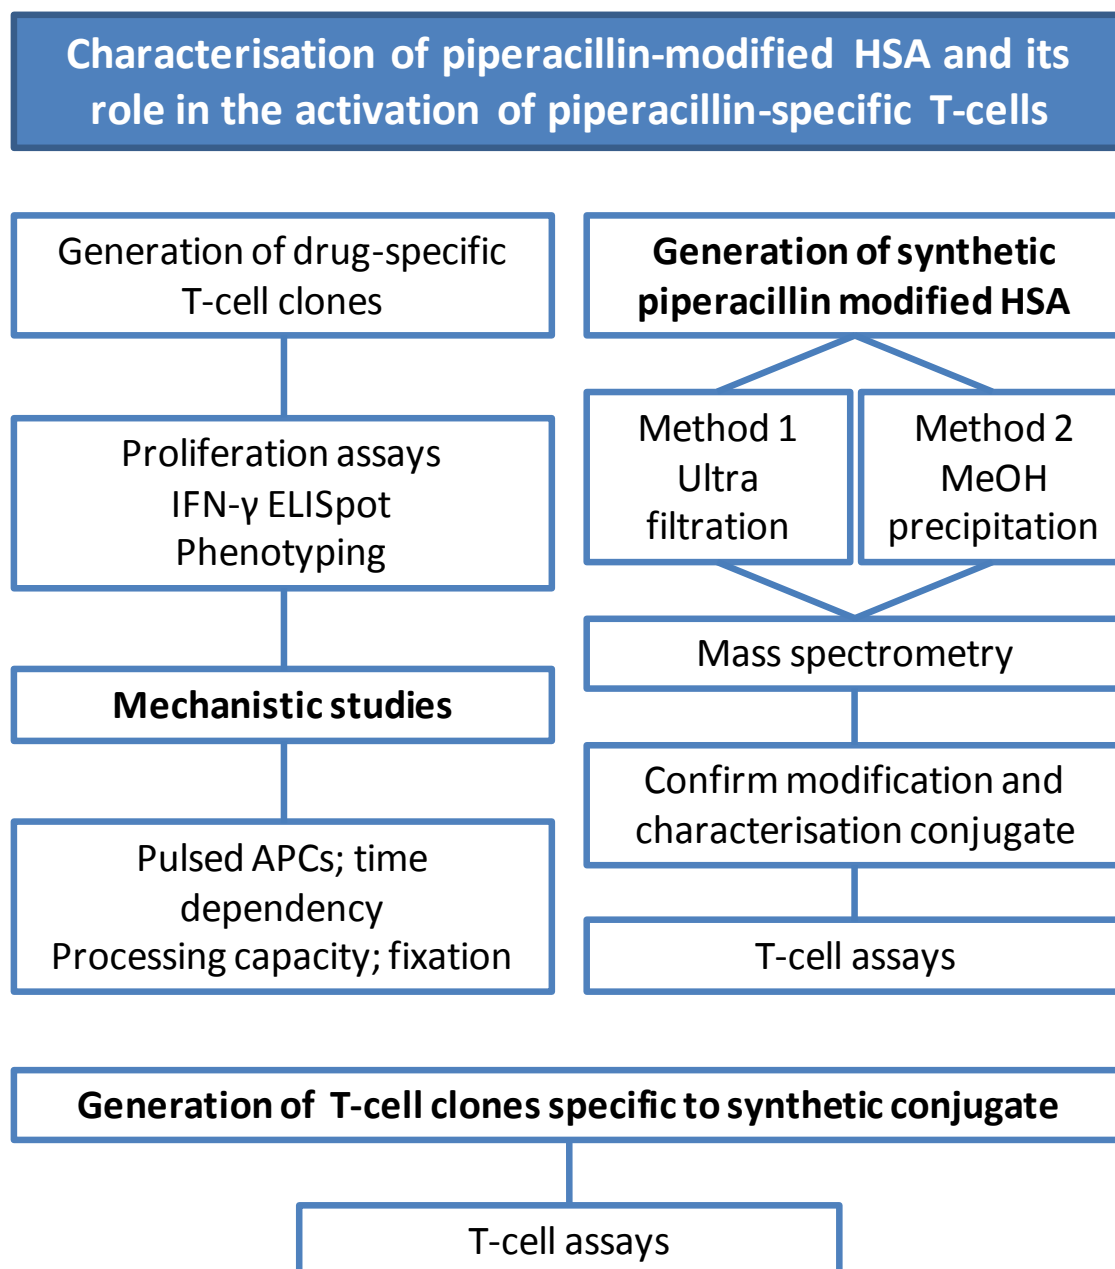 Characterisation of piperacillin-modified HSA and its
role in the activation of piperacillin-specific T-cells
Generation of drug-specific
T-cell clones
Proliferation assays
IFN-γ ELISpot
Phenotyping
Mechanistic studies
Pulsed APCs; time
dependency
Processing capacity; fixation
Generation of synthetic
piperacillin modified HSA
Method 1
Ultra
filtration
Method 2
MeOH
precipitation
Mass spectrometry
Confirm modification and
characterisation conjugate
T-cell assays
Generation of T-cell clones specific to synthetic conjugate
T-cell assays